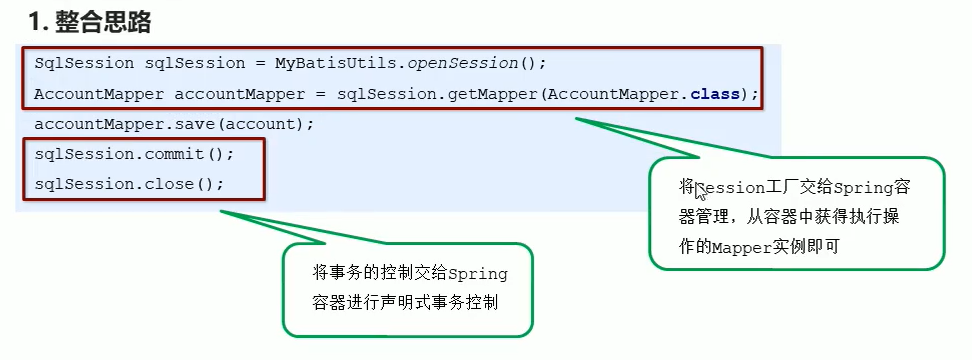 1. 整合思路
SqlSession sqlSession = MyBatisUtils.openSession();
AccountMapper accountMapper = sqlSession.getMapper(AccountMapper.class);
accountMapper.save(account);
sqlSession.commit();
sqlSession.close();
将Session工厂交给Spring容
器管理，从容器中获得执行操
作的Mapper实例即可
将事务的控制交给Spring
容器进行声明式事务控制